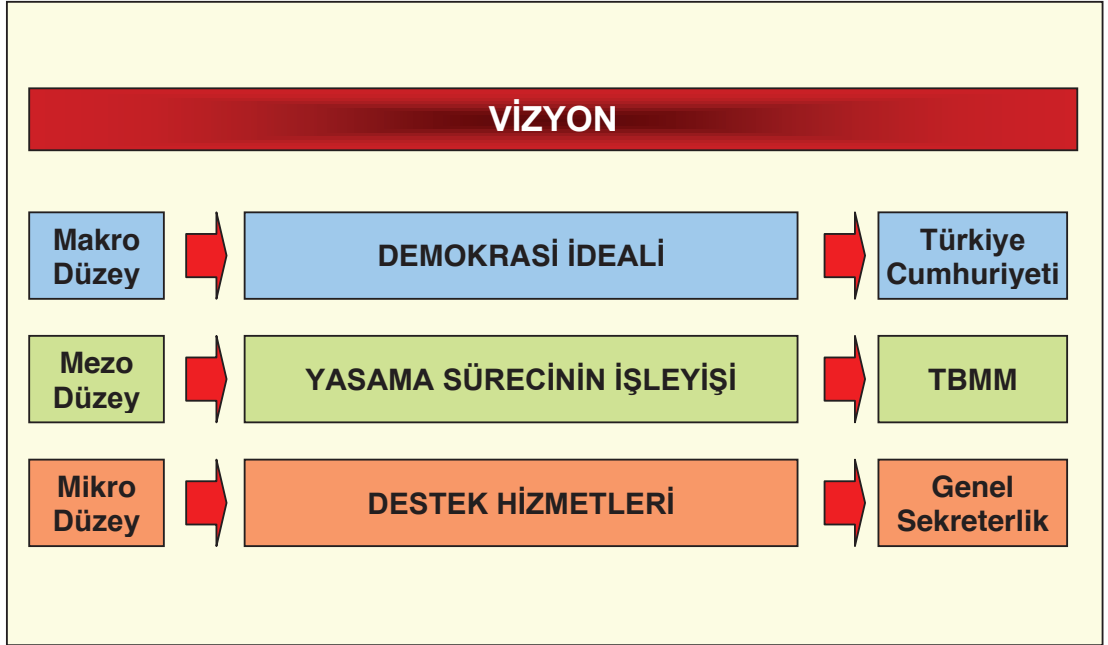 VİZYON
Makro
Düzey
DEMOKRASİ İDEALİ
Türkiye
Cumhuriyeti
Mezo
Düzey
YASAMA SÜRECİNİN İŞLEYİŞİ
TBMM
Mikro
Düzey
DESTEK HİZMETLERİ
Genel
Sekreterlik